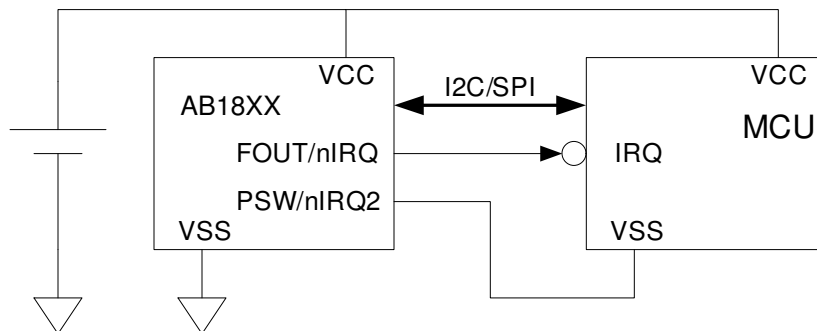 VCC
I2C/SPI
VCC
AB18XX
MCU
FOUT/nIRQ
IRQ
PSW/nIRQ2
VSS
VSS